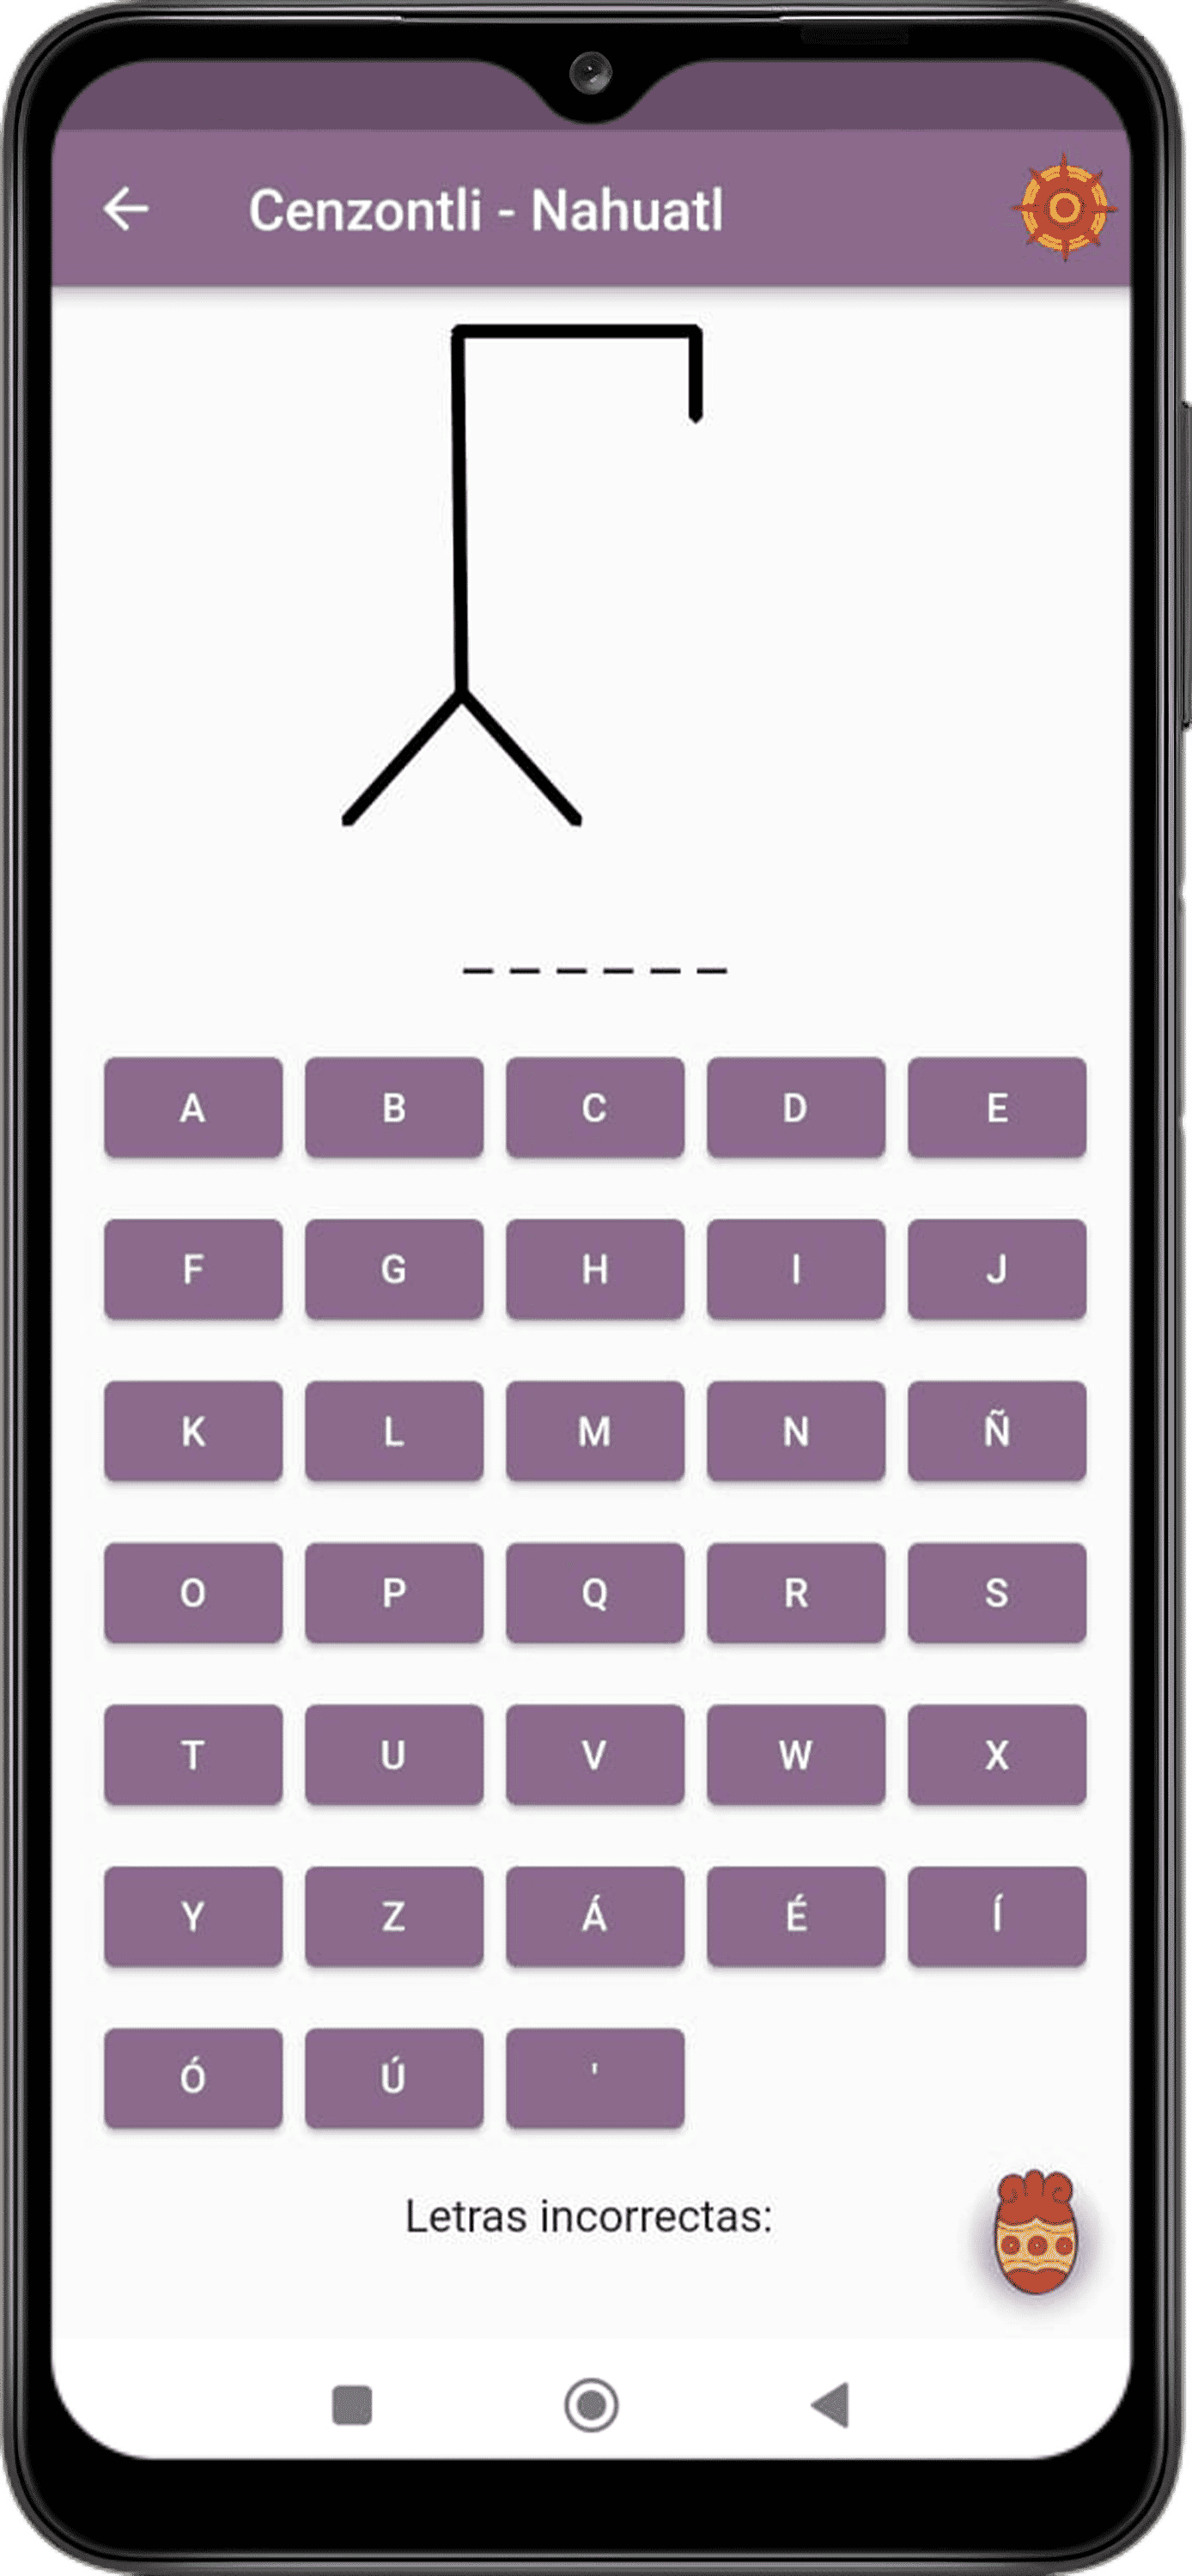 Cenzontli - Nahuatl
_ _ _ _ _ _
A B C D E
F G H I J
K L M N Ñ
O P Q R S
T U V W X
Y Z Á É Í
Ó Ú '
Letras incorrectas: